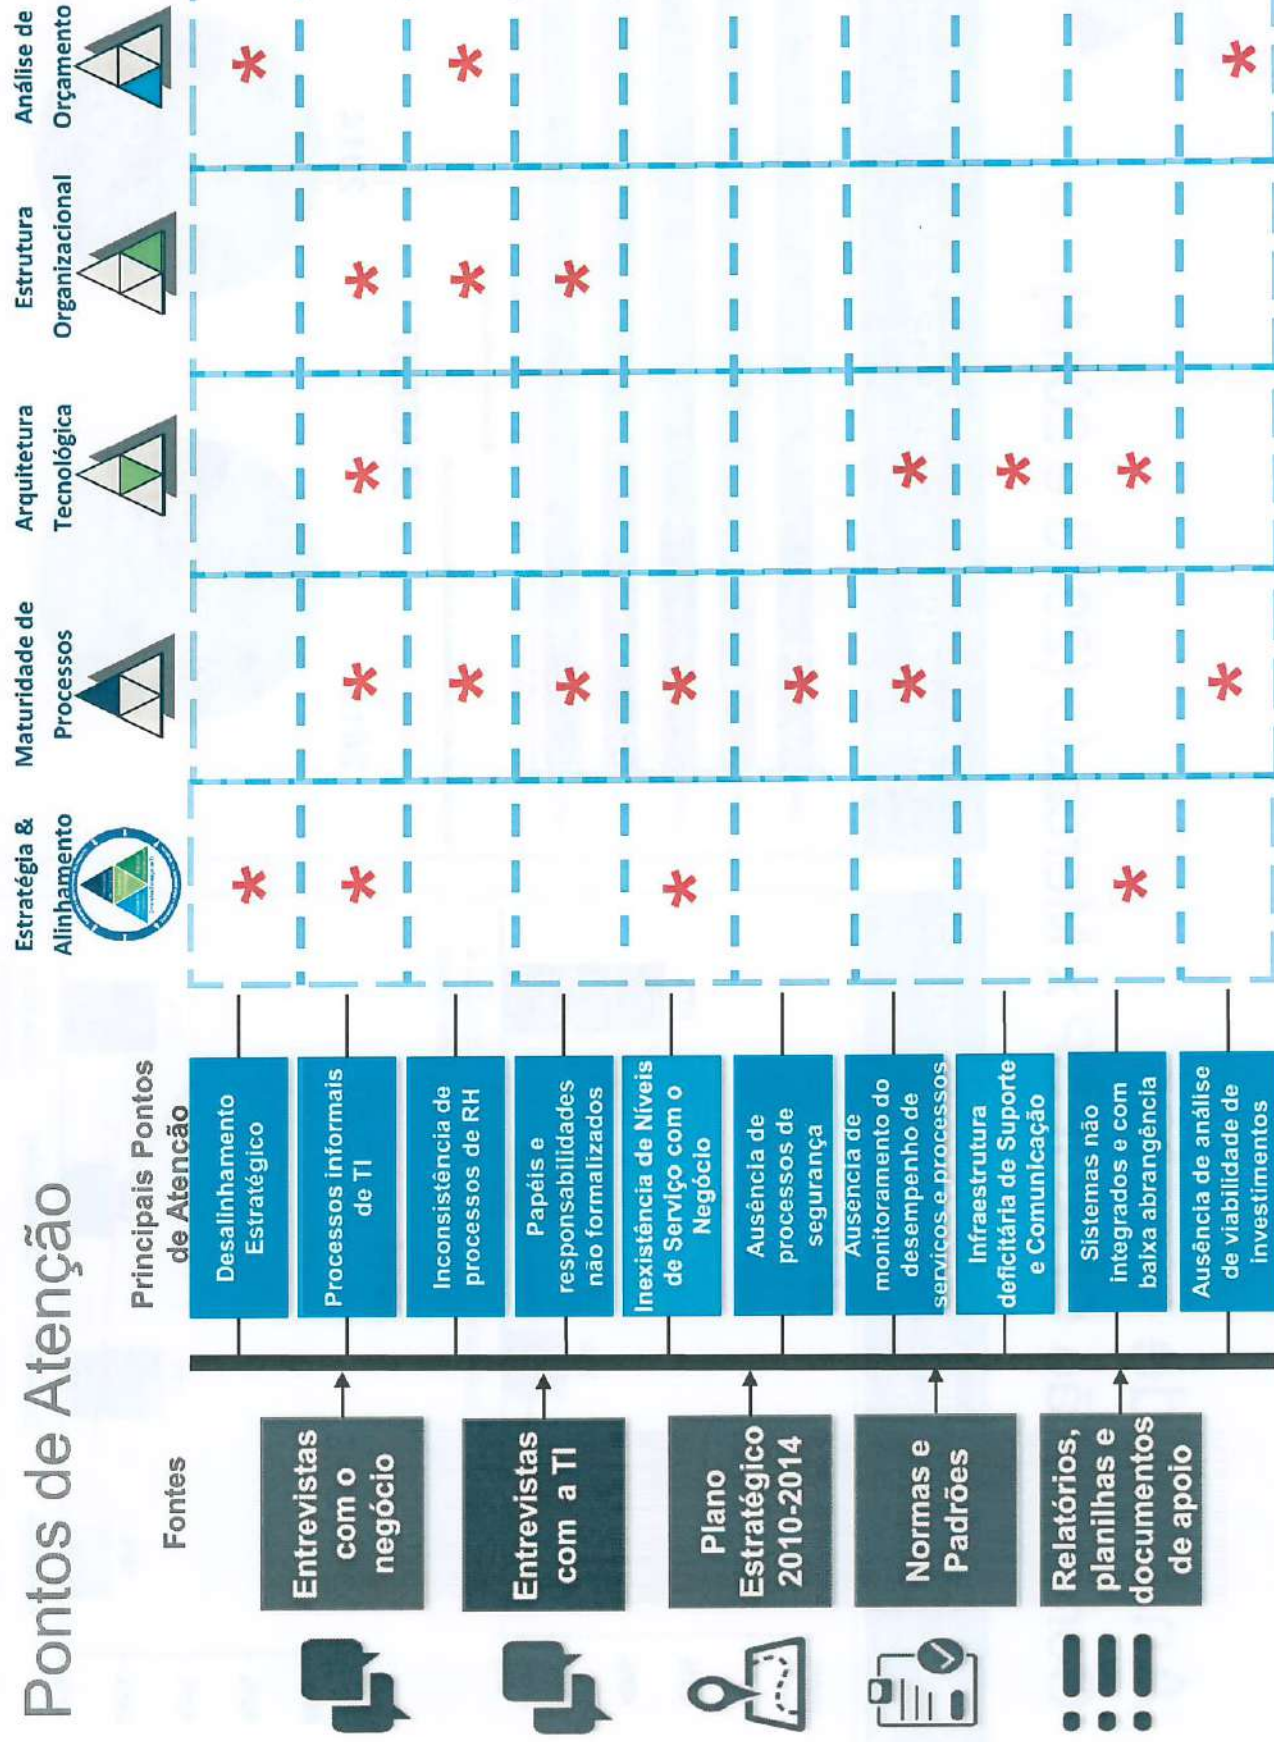 Pontos de Atenção
Fontes
Principais Pontos
de Atenção
Estratégia &
Alinhamento
Maturidade de
Processos
Arquitetura
Tecnológica
Estrutura
Organizacional
Análise de
Orçamento
Entrevistas
com o
negócio
Entrevistas
com a TI
Plano
Estratégico
2010-2014
Normas e
Padrões
Relatórios,
planilhas e
documentos
de apoio
Desalinhamento
Estratégico
*
*
Processos informais
de TI
*
*
*
*
Inconsistência de
processos de RH
*
*
*
Papéis e
responsabilidades
não formalizados
*
*
Inexistência de Níveis
de Serviço com o
Negócio
*
*
Ausência de
processos de
segurança
*
Ausência de
monitoramento do
desempenho de
serviços e processos
*
*
Infraestrutura
deficitária de Suporte
e Comunicação
*
Sistemas não
integrados e com
baixa abrangência
*
*
Ausência de análise
de viabilidade de
investimentos
*
*